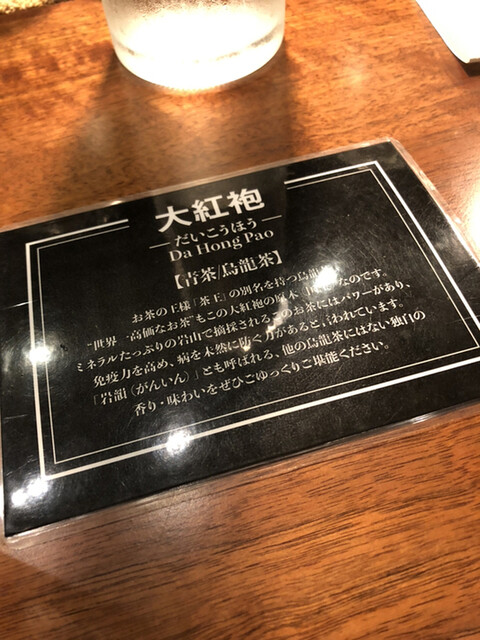 大紅袍
だいこうほう
Da Hong Pao
【青茶/烏龍茶】
お茶の王様「茶王」の別名を持つ烏龍
"世界一高価なお茶"もこの大紅袍の原木 なのです。
ミネラルたっぷりの岩山で摘採されるこのお茶にはパワーがあり、
免疫力を高め、病を未然に防ぐ力があると言われています。
「岩韻(がんいん)」とも呼ばれる、他の烏龍茶にはない独自の
香り・味わいをぜひごゆっくりご堪能ください。